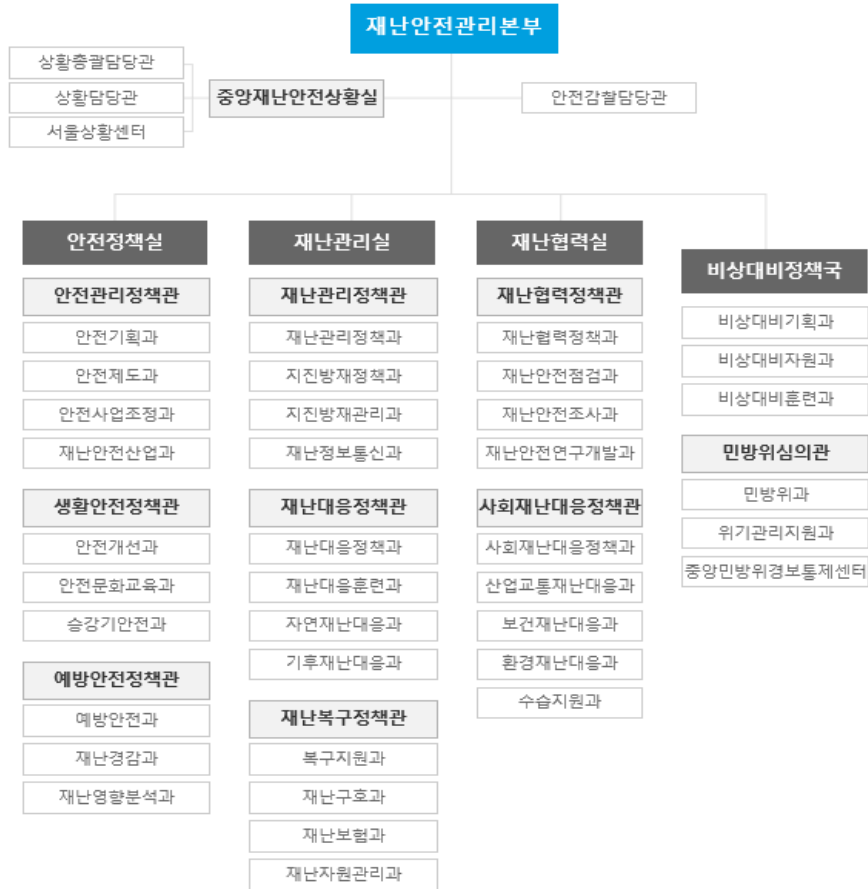 재난안전관리본부
상황총괄담당관
상황담당관
서울상황센터
중앙재난안전상황실
안전감찰담당관
안전정책실
안전관리정책관
안전기획과
안전제도과
안전사업조정과
재난안전산업과
생활안전정책관
안전개선과
안전문화교육과
승강기안전과
예방안전정책관
예방안전과
재난경감과
재난영향분석과
재난관리실
재난관리정책관
재난관리정책과
지진방재정책과
지진방재관리과
재난정보통신과
재난대응정책관
재난대응정책과
재난대응훈련과
자연재난대응과
기후재난대응과
재난복구정책관
복구지원과
재난구호과
재난보험과
재난자원관리과
재난협력실
재난협력정책관
재난협력정책과
재난안전점검과
재난안전조사과
재난안전연구개발과
사회재난대응정책관
사회재난대응정책과
산업교통재난대응과
보건재난대응과
환경재난대응과
수습지원과
비상대비정책국
비상대비기획과
비상대비자원과
비상대비훈련과
민방위심의관
민방위과
위기관리지원과
중앙민방위경보통제센터